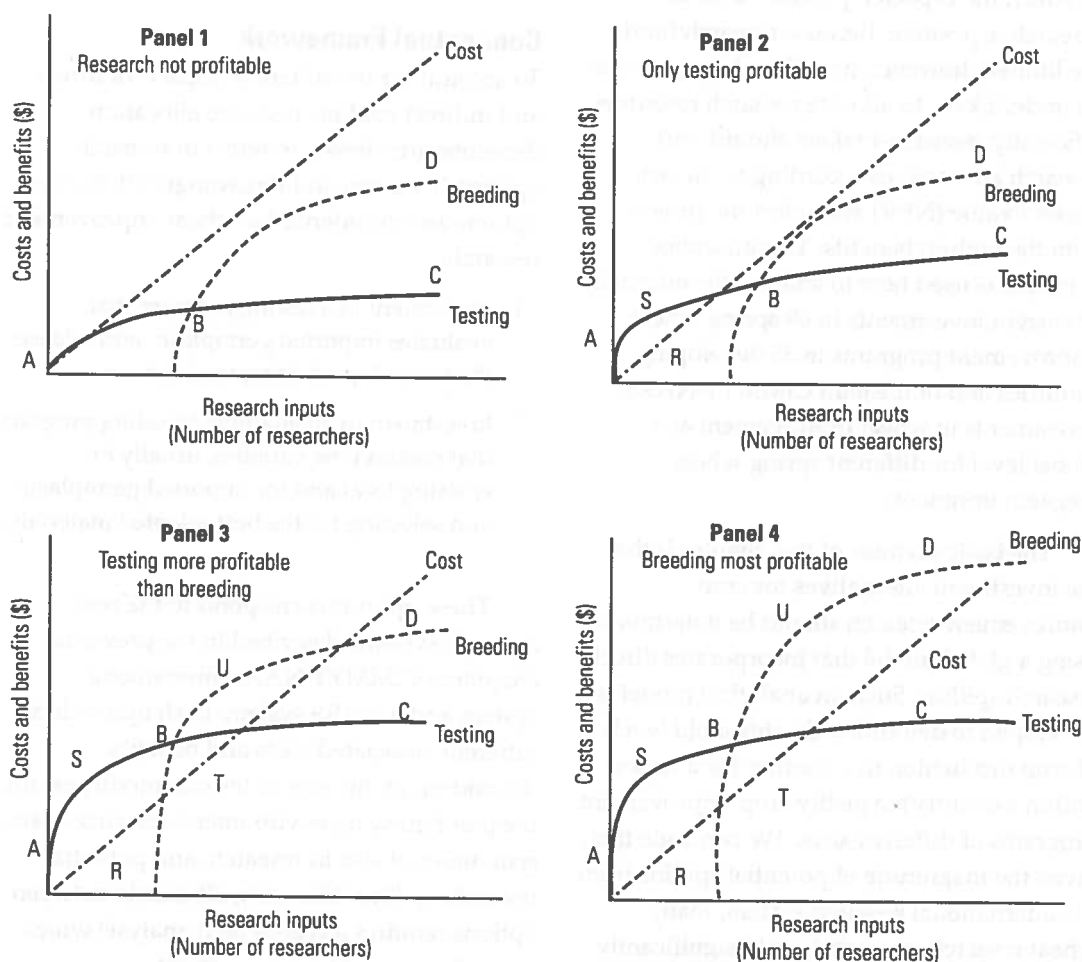 Panel 1
Research not profitable
Cost
D
Breeding
C
Testing
B
A
Costs and benefits ($)
Research inputs
(Number of researchers)
Panel 2
Only testing profitable
Cost
D
Breeding
C
Testing
S
B
R
A
Costs and benefits ($)
Research inputs
(Number of researchers)
Panel 3
Testing more profitable
than breeding
Cost
D
Breeding
U
C
Testing
B
S
T
A
R
Costs and benefits ($)
Research inputs
(Number of researchers)
Panel 4
Breeding most profitable
D
Breeding
U
Cost
B
C
Testing
S
T
A
R
Costs and benefits ($)
Research inputs
(Number of researchers)